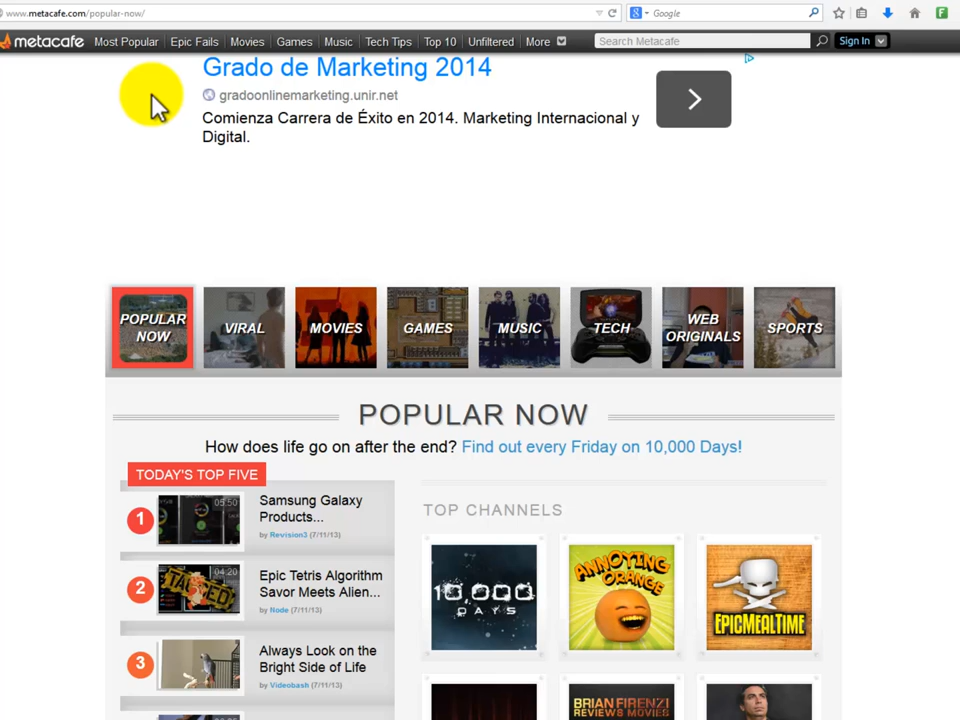 www.metacafe.com/popular-now/
Google
metacafe Most Popular Epic Fails Movies Games Music Tech Tips Top 10 Unfiltered More Search Metacafe Sign In
Grado de Marketing 2014
gradoonlinemarketing.unir.net
Comienza Carrera de Éxito en 2014. Marketing Internacional y
Digital.
POPULAR
NOW
VIRAL
MOVIES
GAMES
MUSIC
TECH
WEB
ORIGINALS
SPORTS
POPULAR NOW
How does life go on after the end? Find out every Friday on 10,000 Days!
TODAY'S TOP FIVE
1
05:50
Samsung Galaxy
Products...
by Revision3 (7/11/13)
2
TALKED
04:20
Epic Tetris Algorithm
Savor Meets Alien...
by Node (7/11/13)
3
Always Look on the
Bright Side of Life
by Videobash (7/11/13)
TOP CHANNELS
10,000
DAYS
ANNOYING
ORANGE
EPICMEALTIME
BRIAN FIRENZI
REVIEWS MOVIES